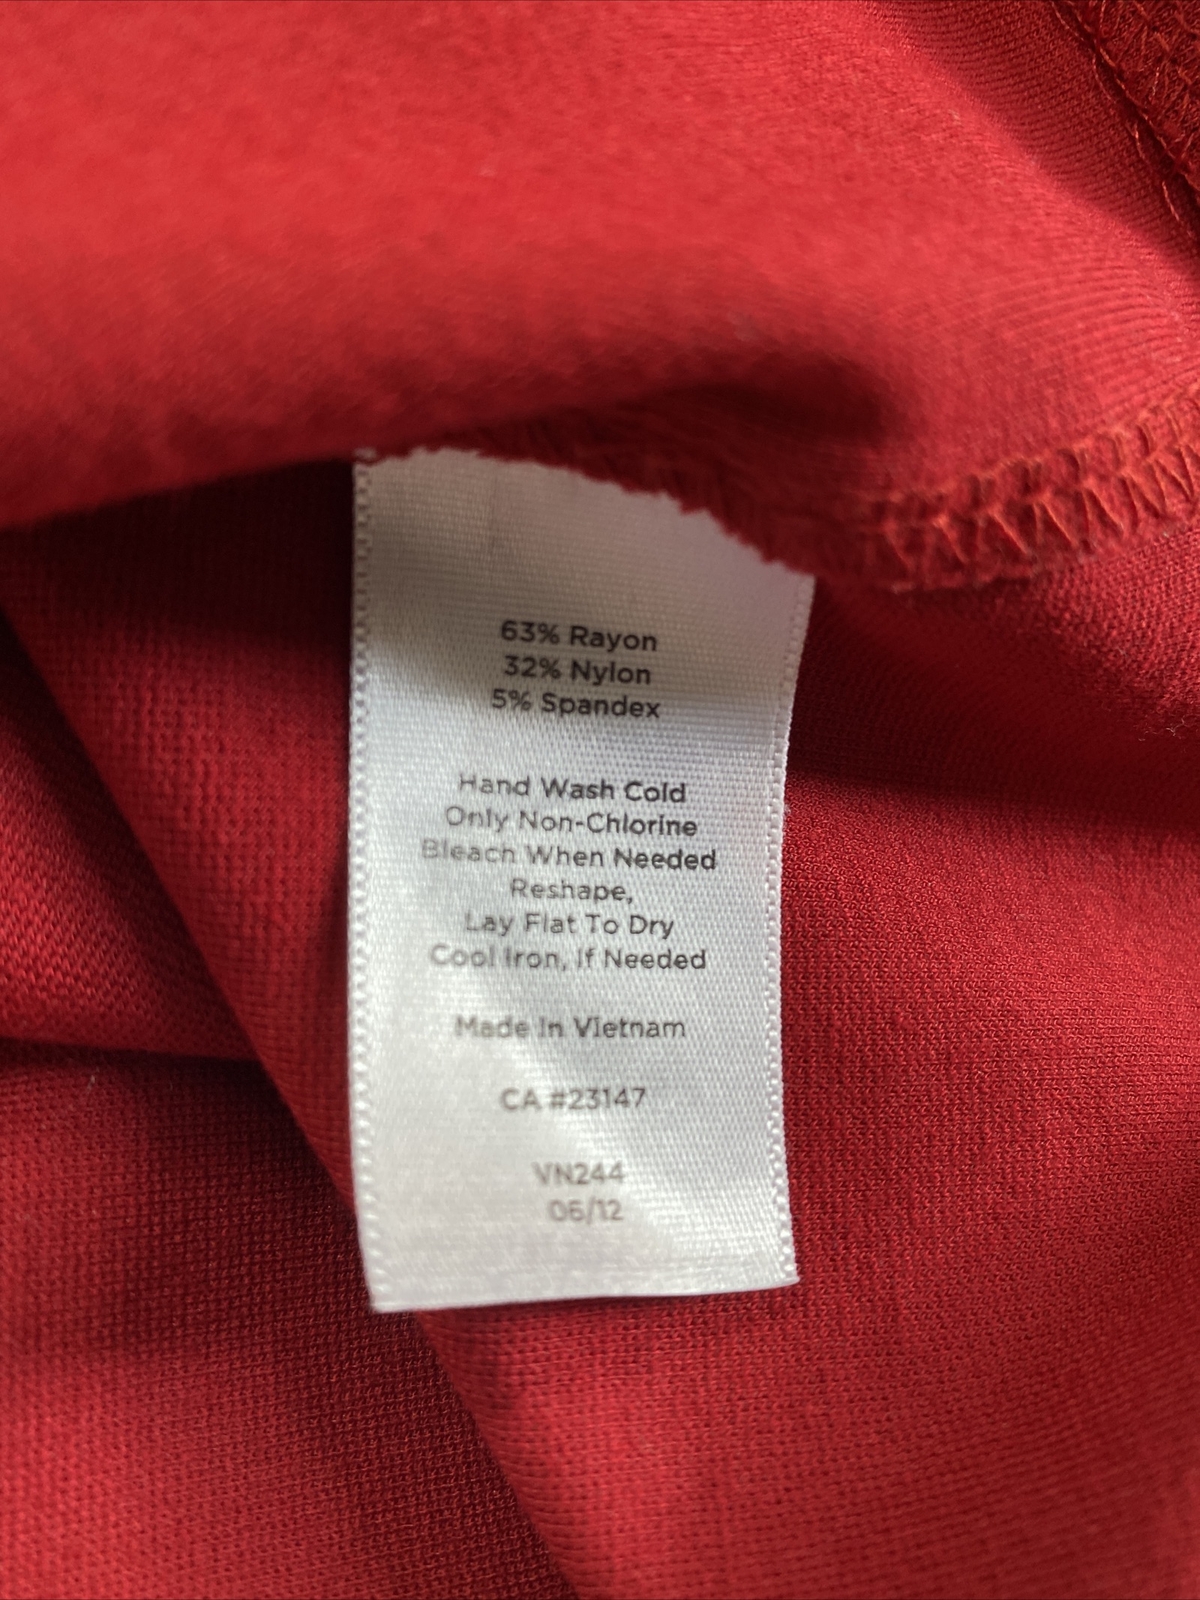 63% Rayon
32% Nylon
5% Spandex
Hand Wash Cold
Only Non-Chlorine
Bleach When Needed
Reshape,
Lay Flat To Dry
Cool Iron, If Needed
Made In Vietnam
CA #23147
VN244
06/12